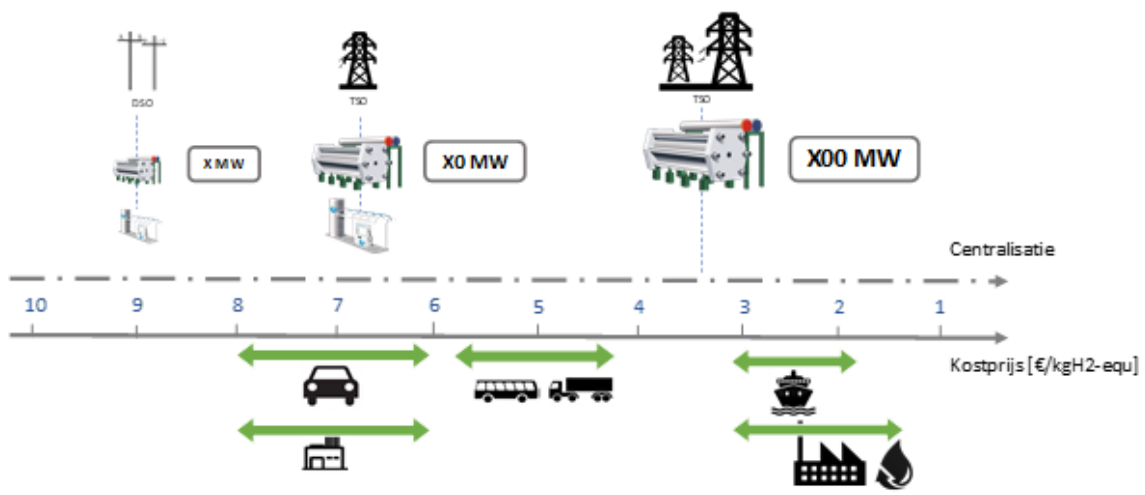 DSO
TSO
TSO
X MW
X0 MW
X00 MW
Centralisatie
10 9 8 7 6 5 4 3 2 1
Kostprijs [€/kgH2-equ]